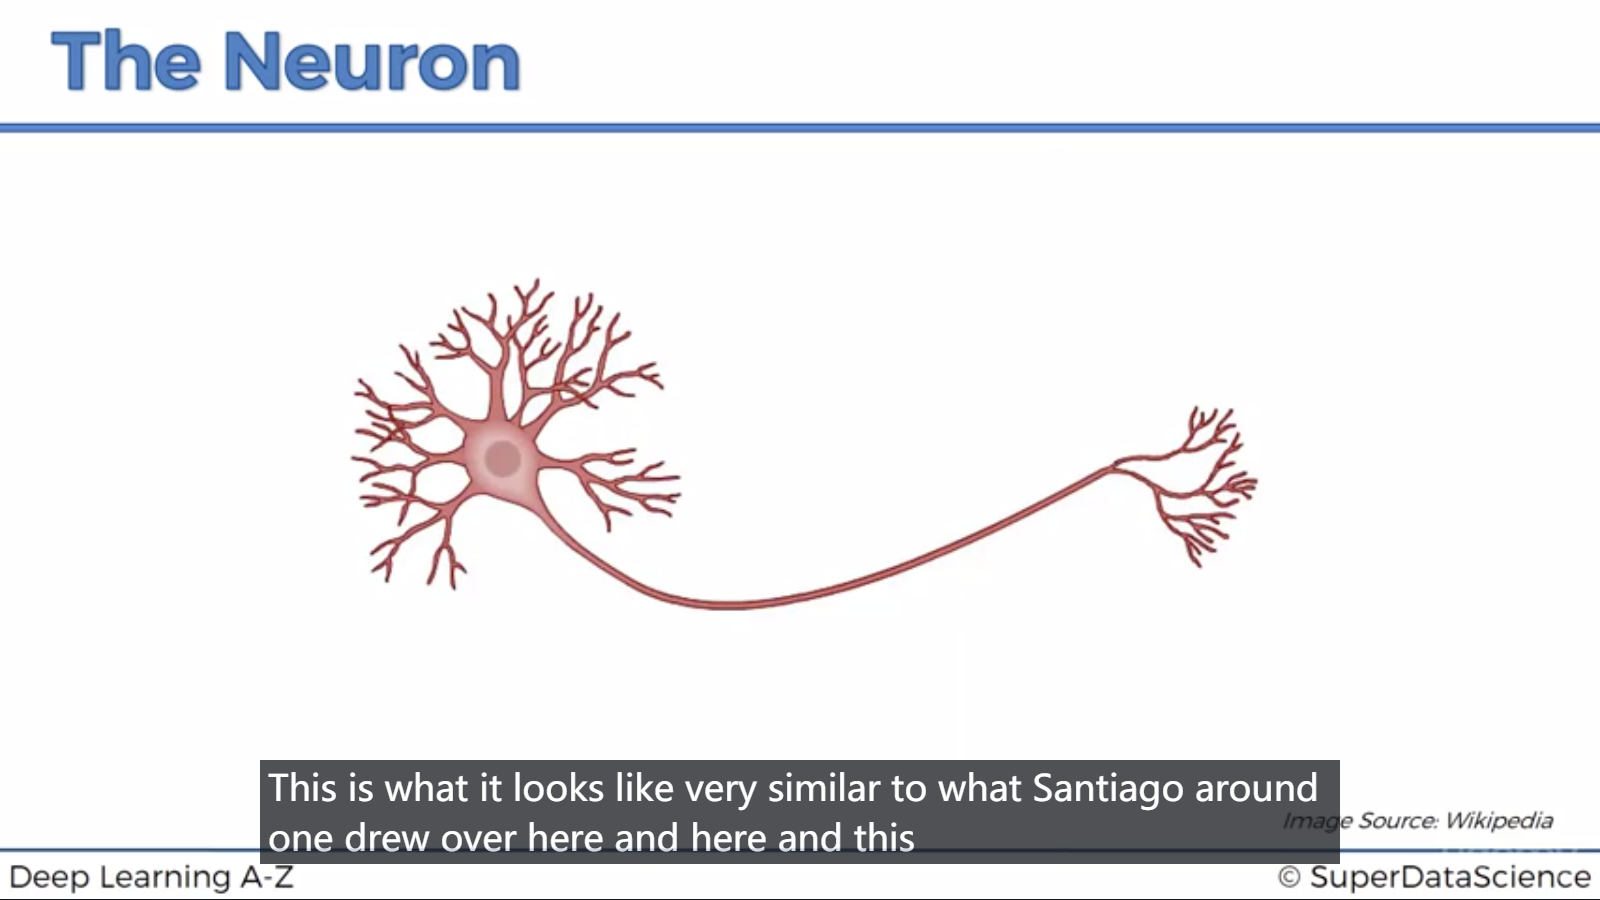 The Neuron
This is what it looks like very similar to what Santiago around
one drew over here and here and this
Image Source: Wikipedia
Deep Learning A-Z
© SuperDataScience